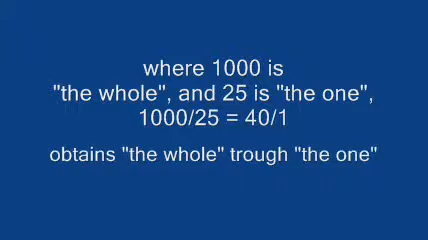 where 1000 is
"the whole", and 25 is "the one",
1000/25 = 40/1
obtains "the whole" trough "the one"